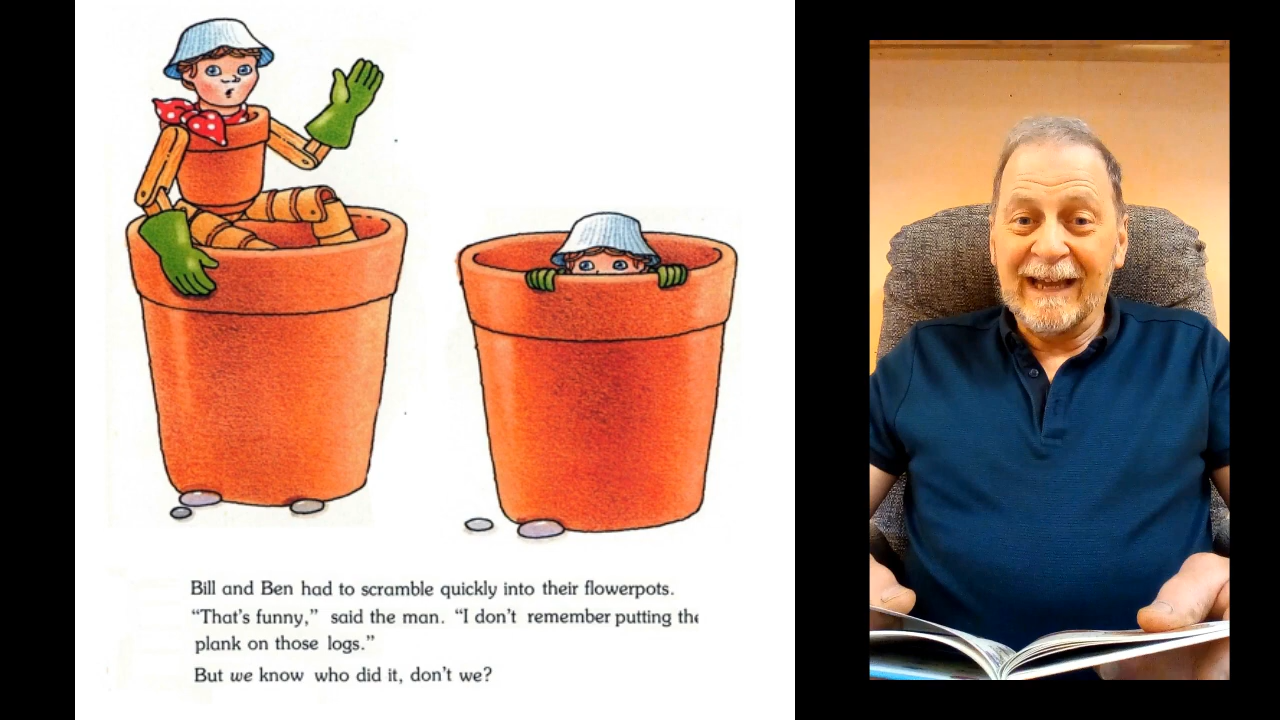 Bill and Ben had to scramble quickly into their flowerpots.
“That’s funny,” said the man. “I don’t remember putting the
plank on those logs.”
But we know who did it, don’t we?